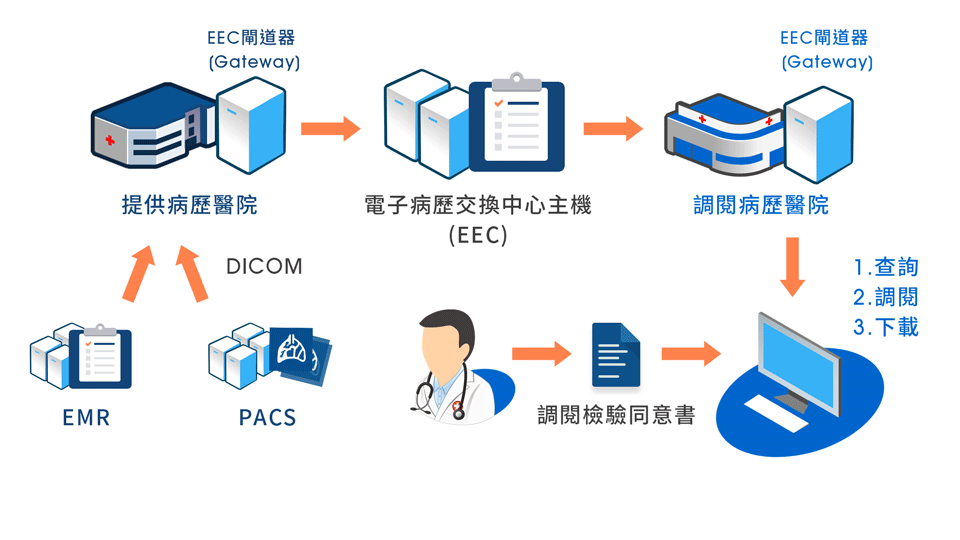 EEC閘道器
(Gateway)
EEC閘道器
(Gateway)
提供病歷醫院
電子病歷交換中心主機
(EEC)
調閱病歷醫院
DICOM
1.查詢
2.調閱
3.下載
EMR
PACS
調閱檢驗同意書